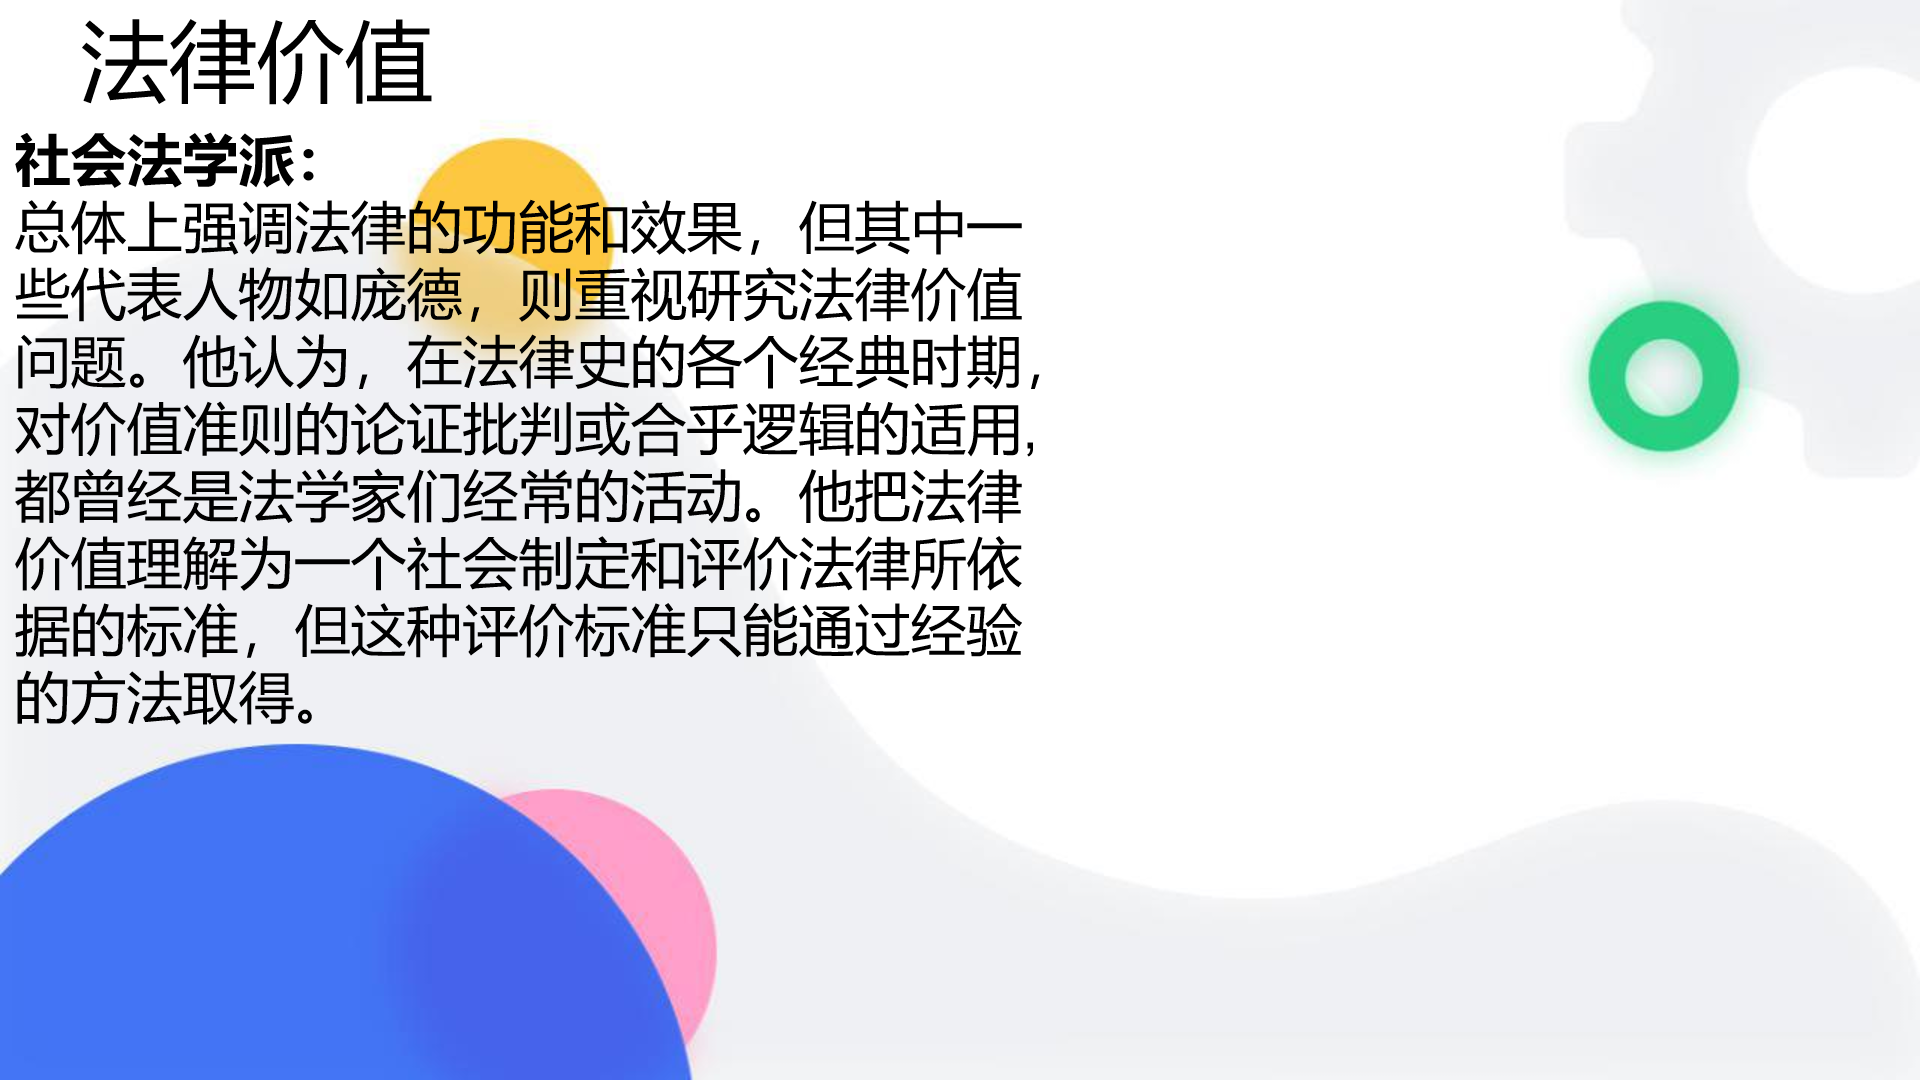 法律价值
社会法学派：
总体上强调法律的功能和效果，但其中一
些代表人物如庞德，则重视研究法律价值
问题。他认为，在法律史的各个经典时期，
对价值准则的论证批判或合乎逻辑的适用，
都曾经是法学家们经常的活动。他把法律
价值理解为一个社会制定和评价法律所依
据的标准，但这种评价标准只能通过经验
的方法取得。